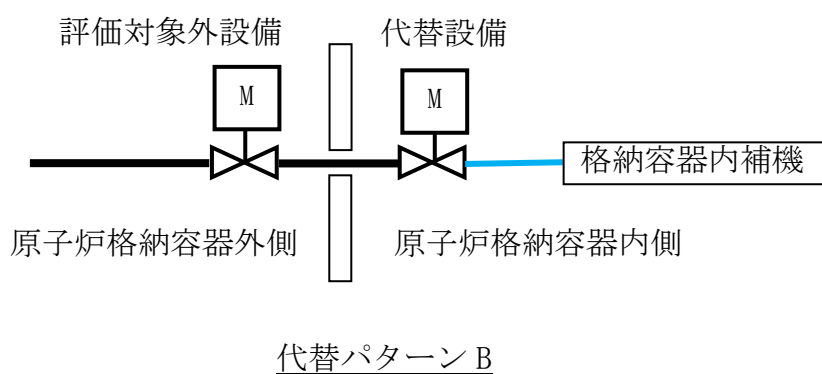 評価対象外設備
代替設備
M
M
格納容器内補機
原子炉格納容器外側
原子炉格納容器内側
代替パターン B